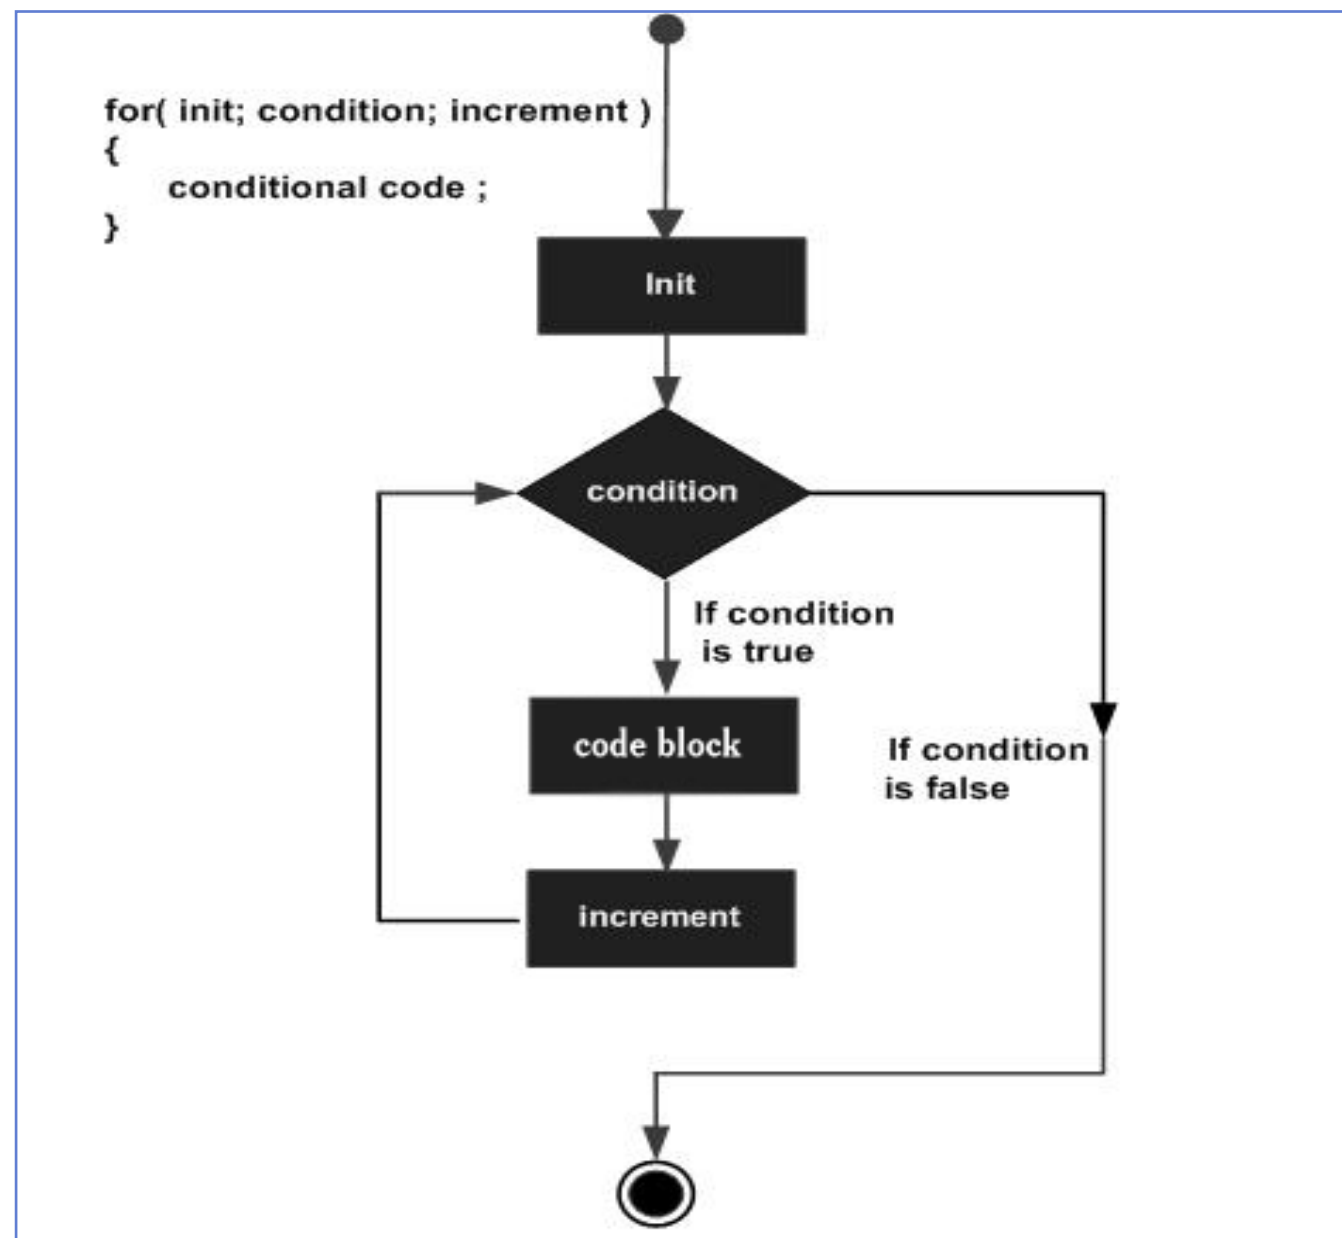 for( init; condition; increment )
{
conditional code ;
}
Init
condition
If condition
is true
code block
If condition
is false
increment